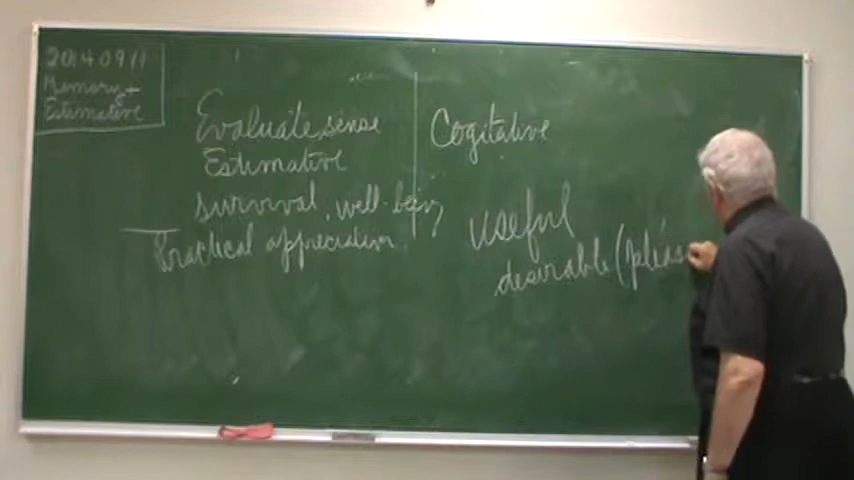 20140911
Memory +
Estimative
Evaluate sense
Estimative
survival, well-being
Practical appreciation.
Cogitative
useful
desirable (pleas